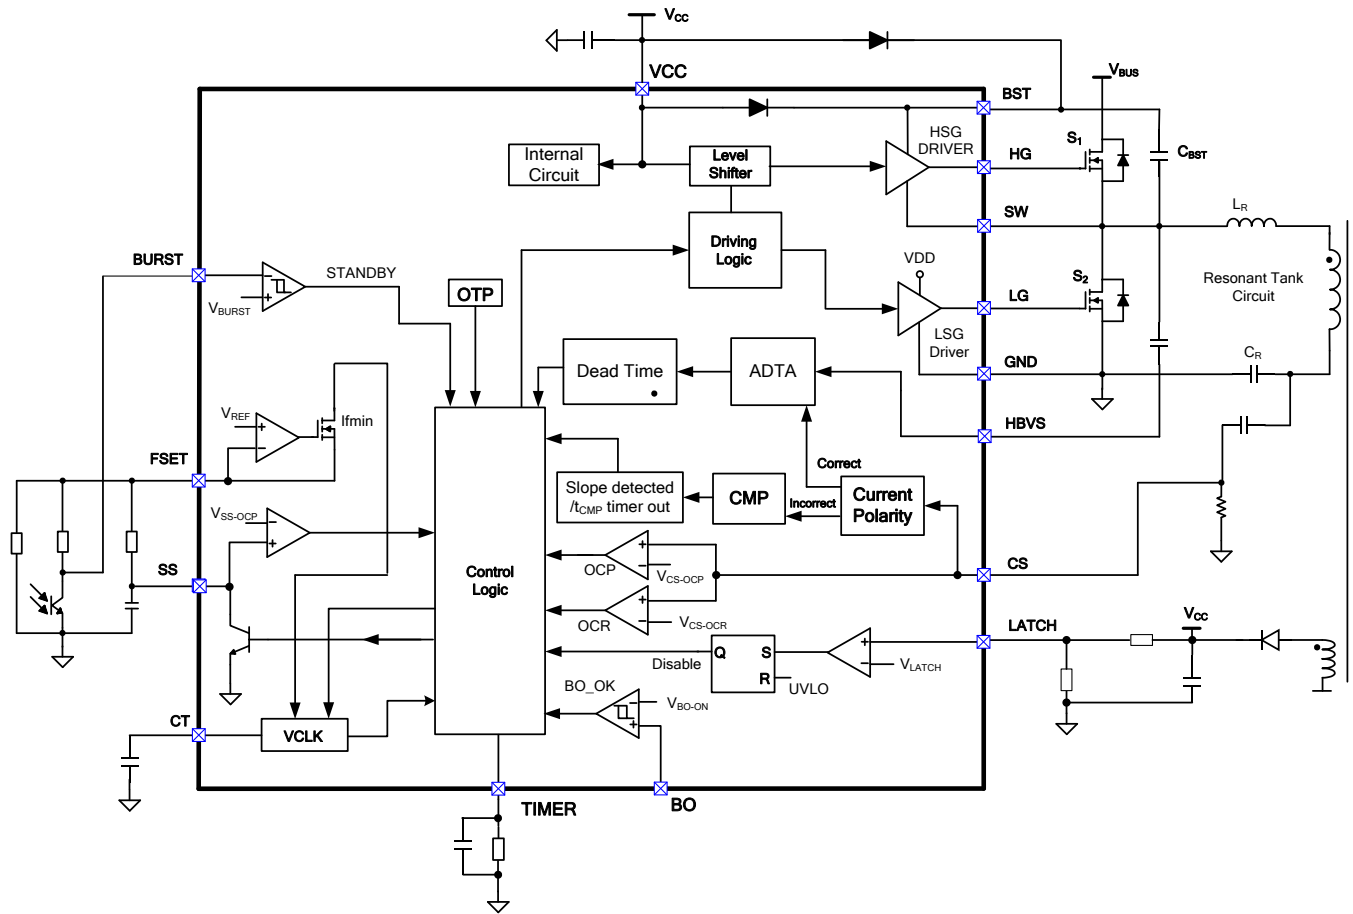 VCC
VCC
BST
VBUS
HSG
DRIVER
S1
HG
CBST
Internal
Circuit
Level
Shifter
SW
LR
BURST
STANDBY
Driving
Logic
VDD
S2
Resonant Tank
Circuit
VBURST
OTP
LG
LSG
Driver
Dead Time
ADTA
GND
CR
VREF
Ifmin
HBVS
FSET
Correct
Slope detected
/tCMP timer out
CMP
Incorrect
Current
Polarity
VSS-OCP
+
−
SS
Control
Logic
OCP
VCS-OCP
CS
OCR
VCS-OCR
LATCH
VCC
Disable
Q
S
R
VLATCH
UVLO
BO_OK
VBO-ON
CT
VCLK
TIMER
BO